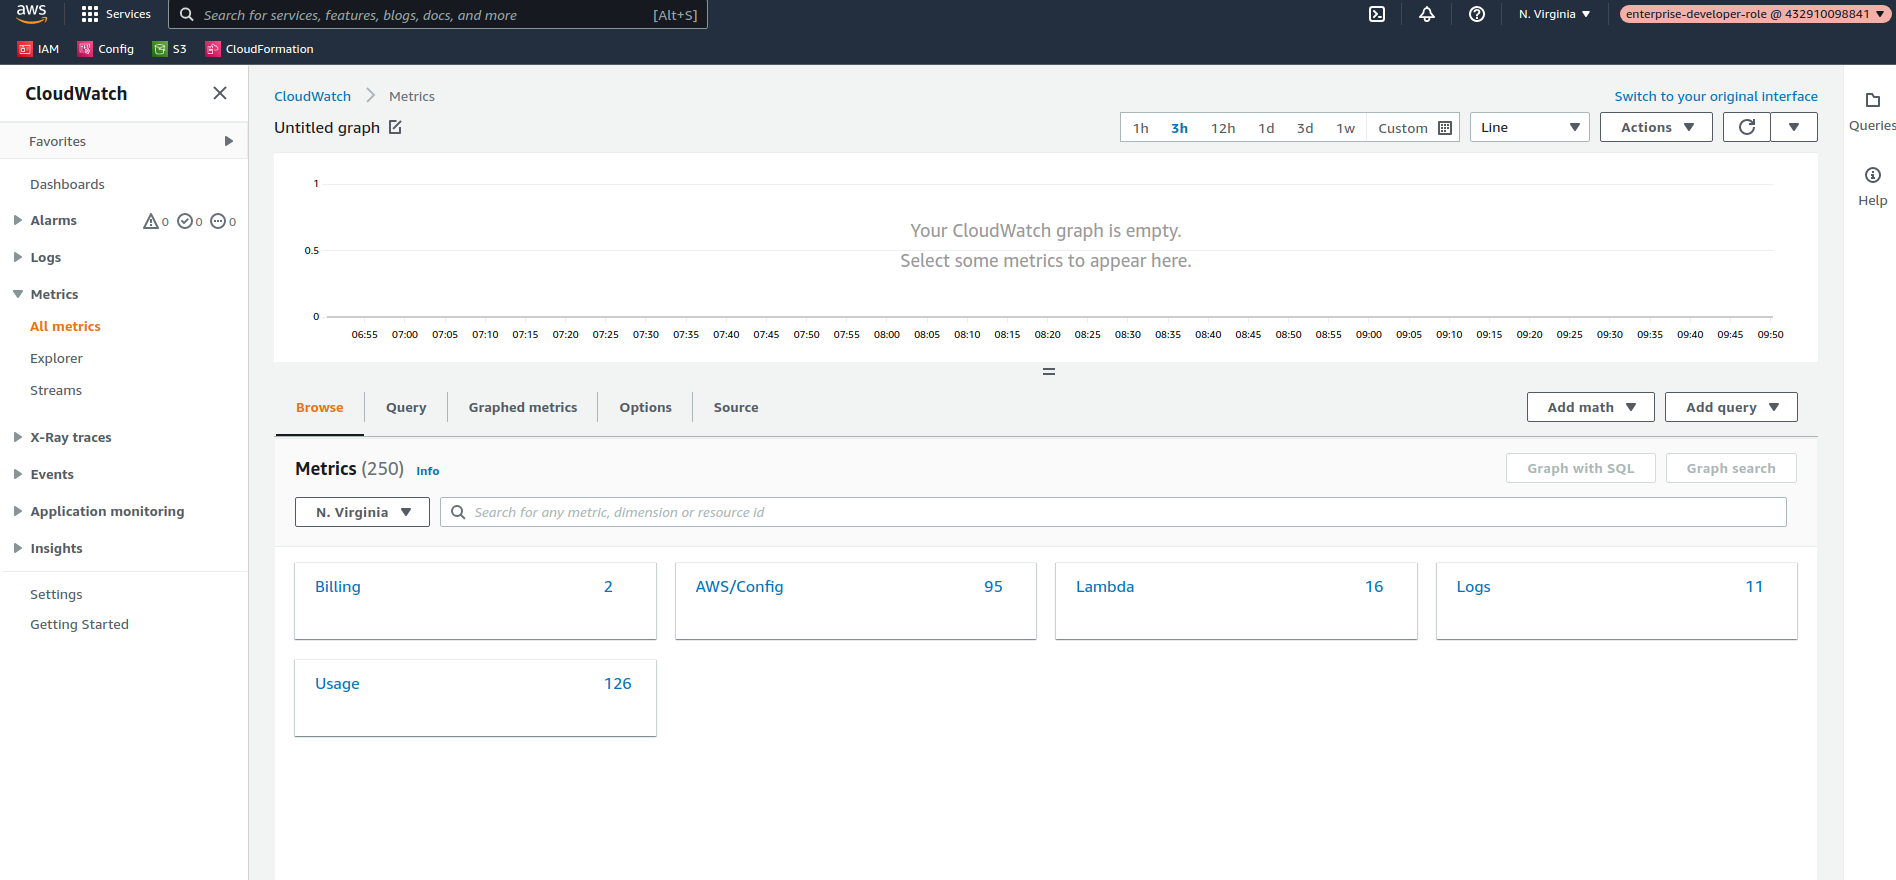 aws
Services
Search for services, features, blogs, docs, and more
[Alt+S]
N. Virginia
enterprise-developer-role @ 432910098841
IAM
Config
S3
CloudFormation
CloudWatch
Favorites
Dashboards
Alarms
0
0
0
Logs
Metrics
All metrics
Explorer
Streams
X-Ray traces
Events
Application monitoring
Insights
Settings
Getting Started
CloudWatch
Metrics
Switch to your original interface
Untitled graph
1h 3h 12h 1d 3d 1w Custom
Line
Actions
1
Your CloudWatch graph is empty.
0.5
Select some metrics to appear here.
0
06:55 07:00 07:05 07:10 07:15 07:20 07:25 07:30 07:35 07:40 07:45 07:50 07:55 08:00 08:05 08:10 08:15 08:20 08:25 08:30 08:35 08:40 08:45 08:50 08:55 09:00 09:05 09:10 09:15 09:20 09:25 09:30 09:35 09:40 09:45 09:50
Browse
Query
Graphed metrics
Options
Source
Add math
Add query
Metrics (250) Info
Graph with SQL
Graph search
N. Virginia
Search for any metric, dimension or resource id
Billing 2
AWS/Config 95
Lambda 16
Logs 11
Usage 126
Queries
Help